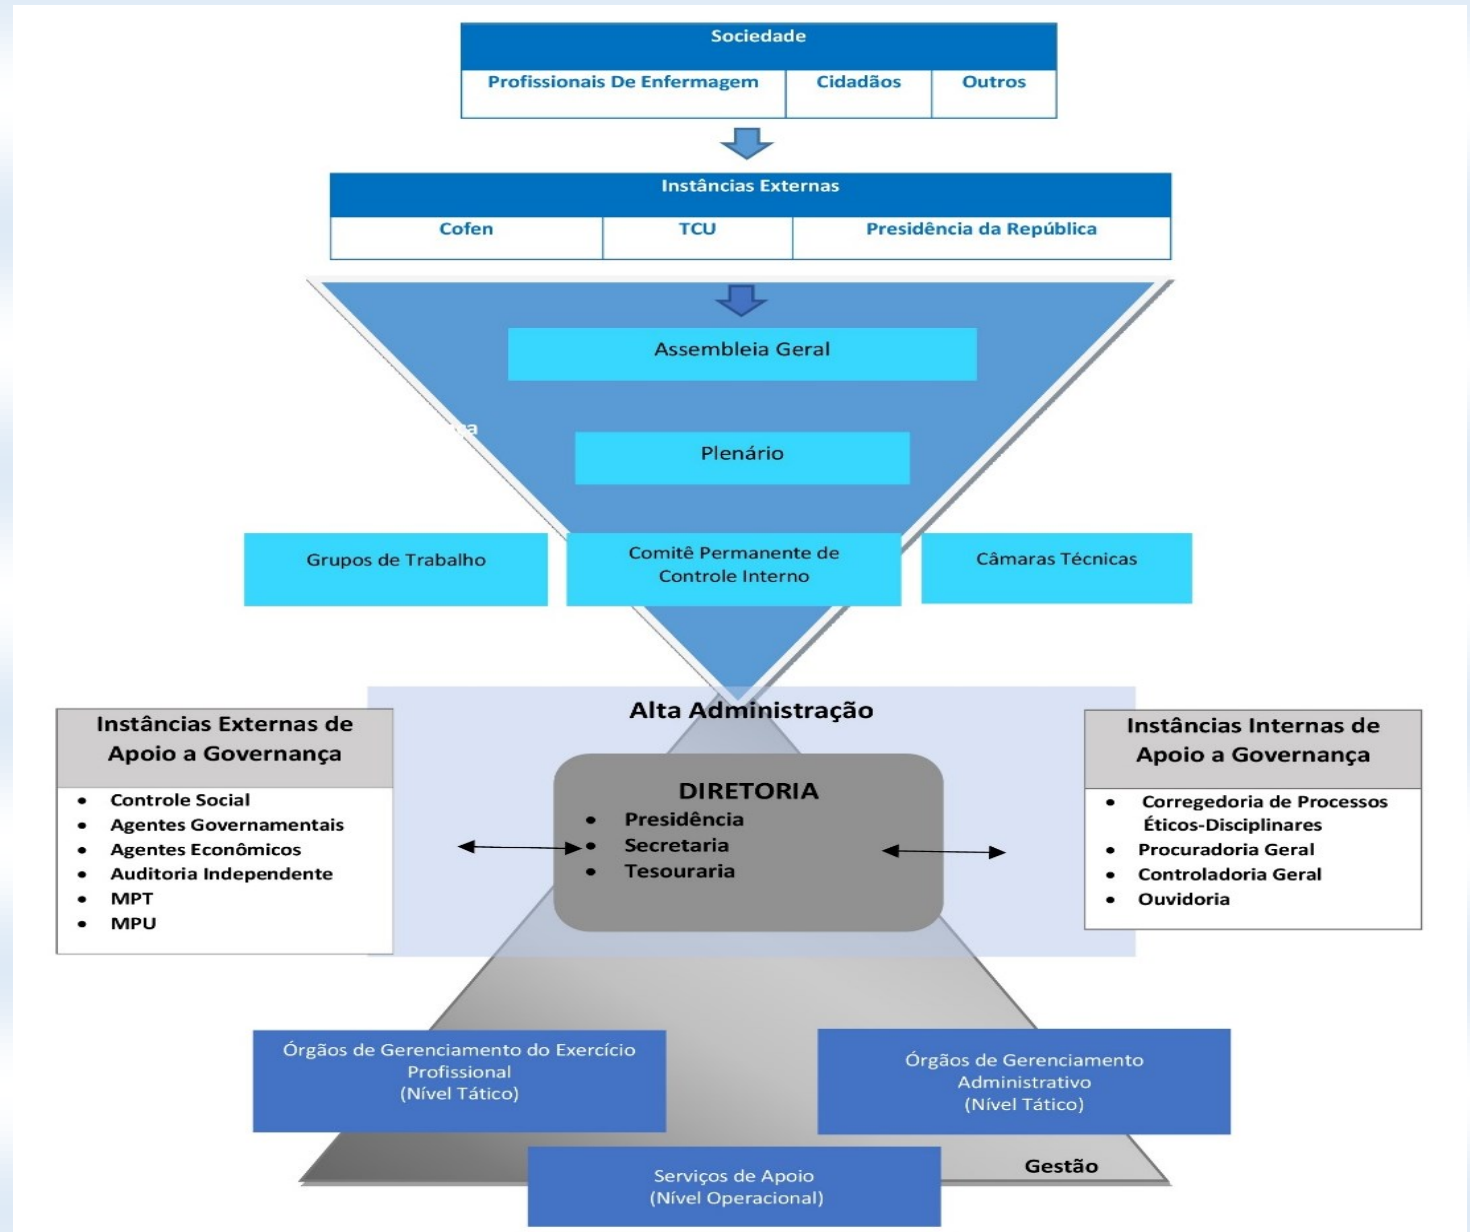 Sociedade
Profissionais De Enfermagem
Cidadãos
Outros
Instâncias Externas
Cofen
TCU
Presidência da República
Assembleia Geral
Plenário
Grupos de Trabalho
Comitê Permanente de
Controle Interno
Câmaras Técnicas
Alta Administração
Instâncias Externas de
Apoio a Governança
• Controle Social
• Agentes Governamentais
• Agentes Econômicos
• Auditoria Independente
• MPT
• MPU
DIRETORIA
• Presidência
• Secretaria
• Tesouraria
Instâncias Internas de
Apoio a Governança
• Corregedoria de Processos
Éticos-Disciplinares
• Procuradoria Geral
• Controladoria Geral
• Ouvidoria
Órgãos de Gerenciamento do Exercício
Profissional
(Nível Tático)
Órgãos de Gerenciamento
Administrativo
(Nível Tático)
Serviços de Apoio
(Nível Operacional)
Gestão